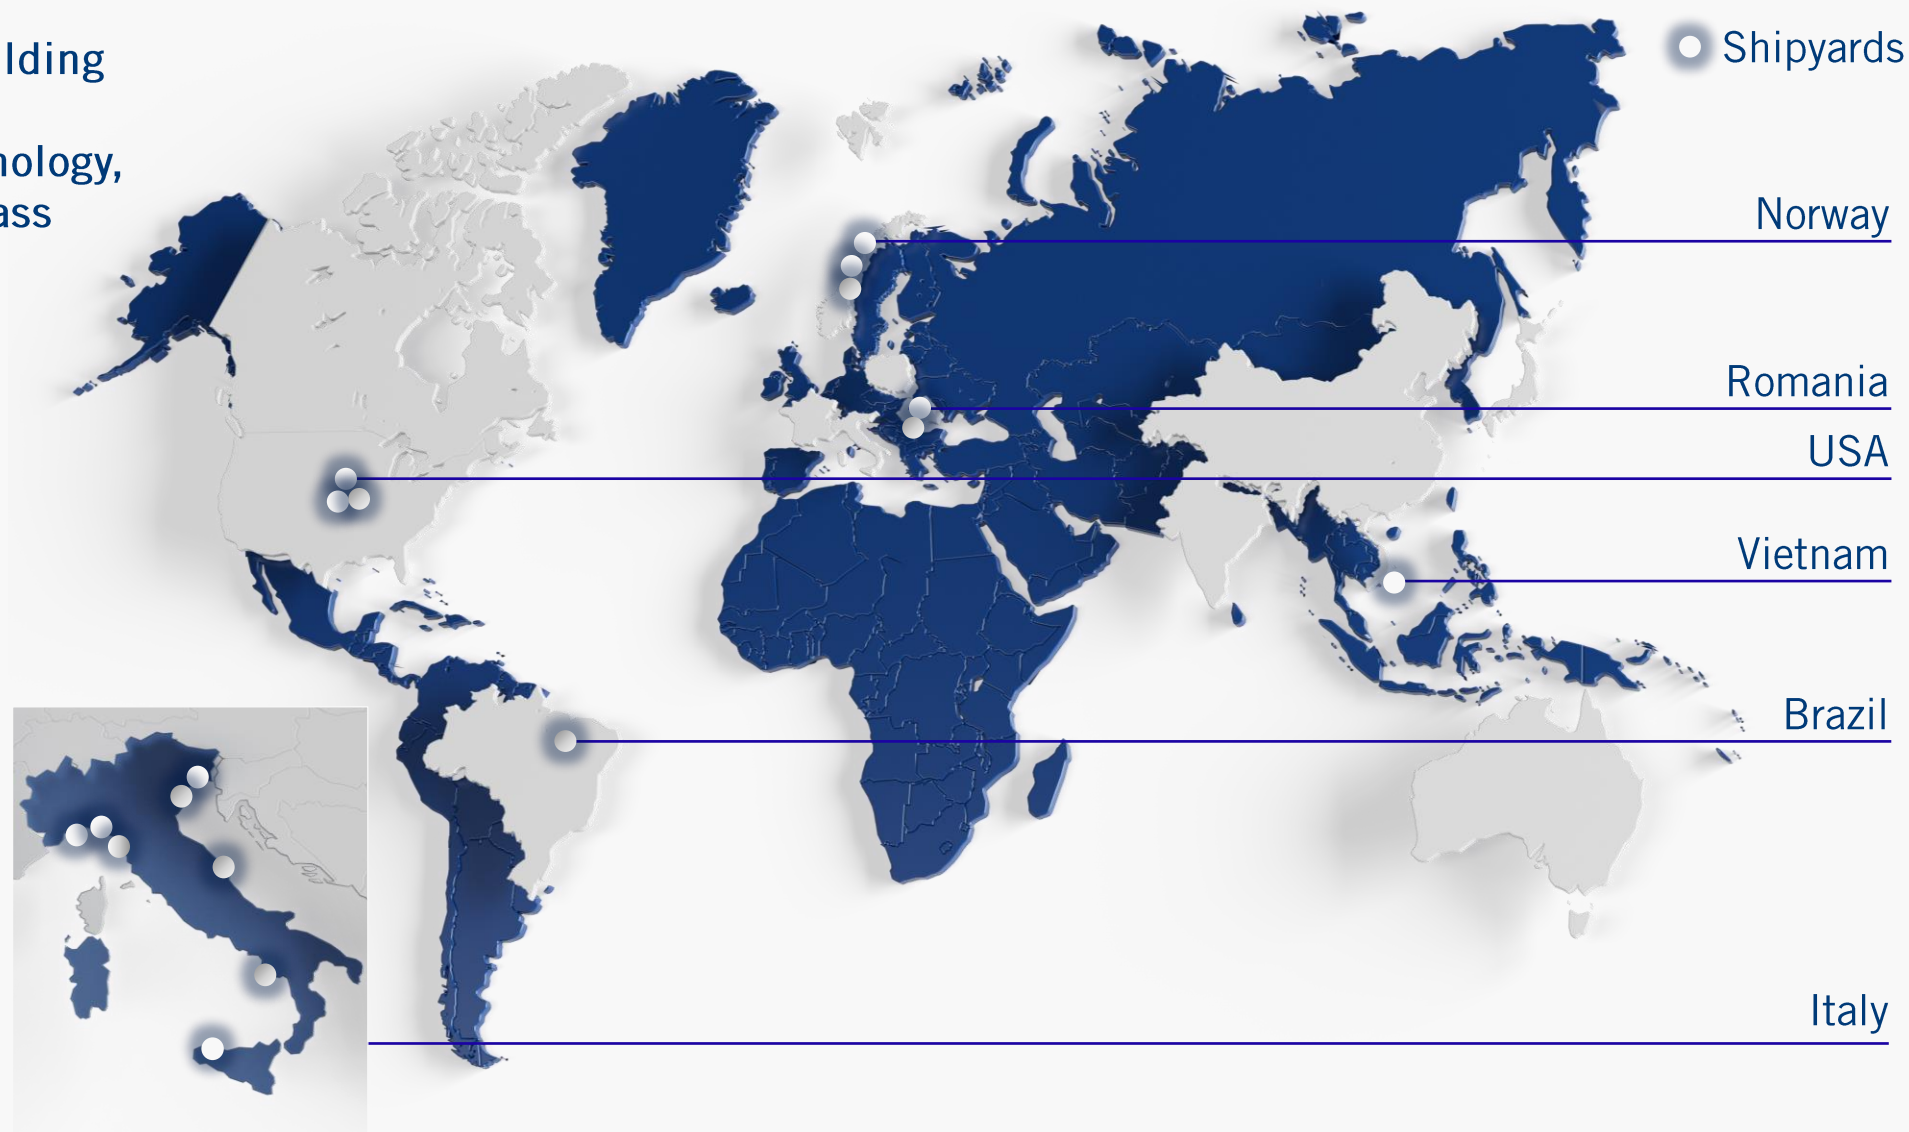 lding
nology,
ass
Shipyards
Norway
Romania
USA
Vietnam
Brazil
Italy